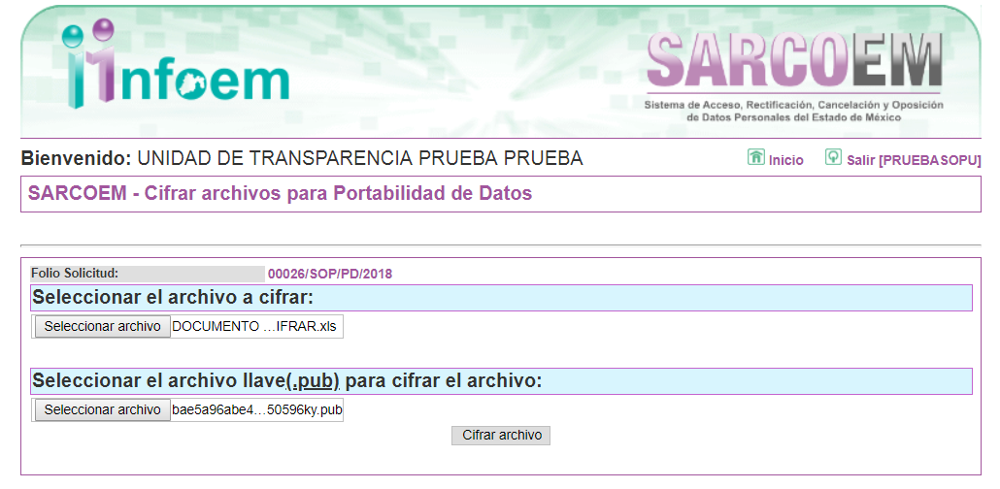 infoem
SARCOEM
Sistema de Acceso, Rectificación, Cancelación y Oposición
de Datos Personales del Estado de México
Bienvenido: UNIDAD DE TRANSPARENCIA PRUEBA PRUEBA
Inicio
Salir [PRUEBASOPU]
SARCOEM - Cifrar archivos para Portabilidad de Datos
Folio Solicitud: 00026/SOP/PD/2018
Seleccionar el archivo a cifrar:
Seleccionar archivo DOCUMENTO ...IFRAR.xls
Seleccionar el archivo llave(.pub) para cifrar el archivo:
Seleccionar archivo bae5a96abe4...50596ky.pub
Cifrar archivo